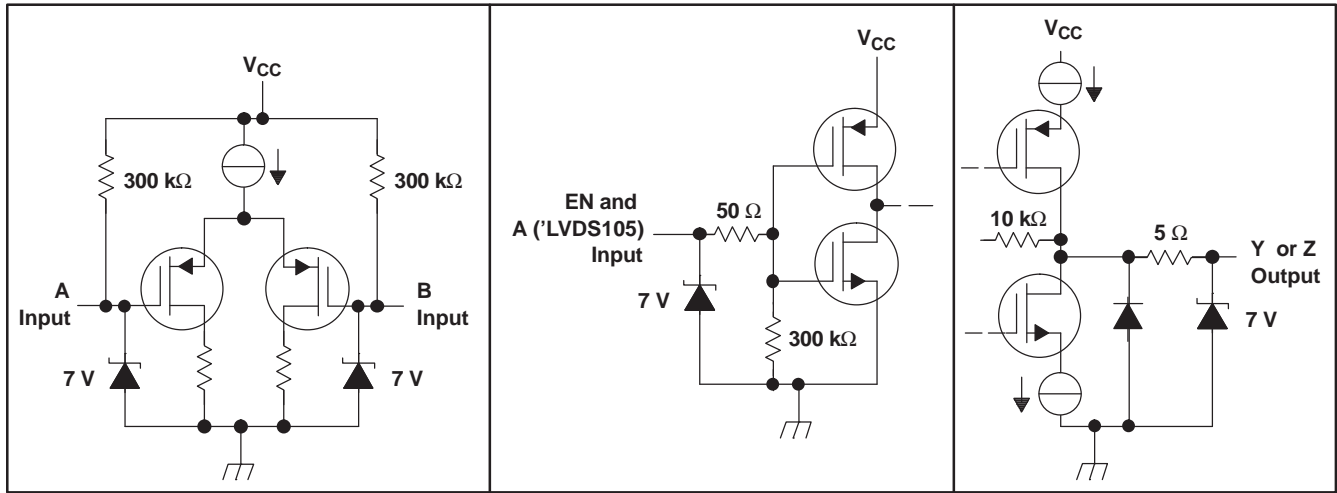 VCC
300 kΩ
300 kΩ
A
Input
B
Input
7 V
7 V
VCC
EN and
A ('LVDS105)
Input
50 Ω
7 V
300 kΩ
VCC
10 kΩ
5 Ω
Y or Z
Output
7 V